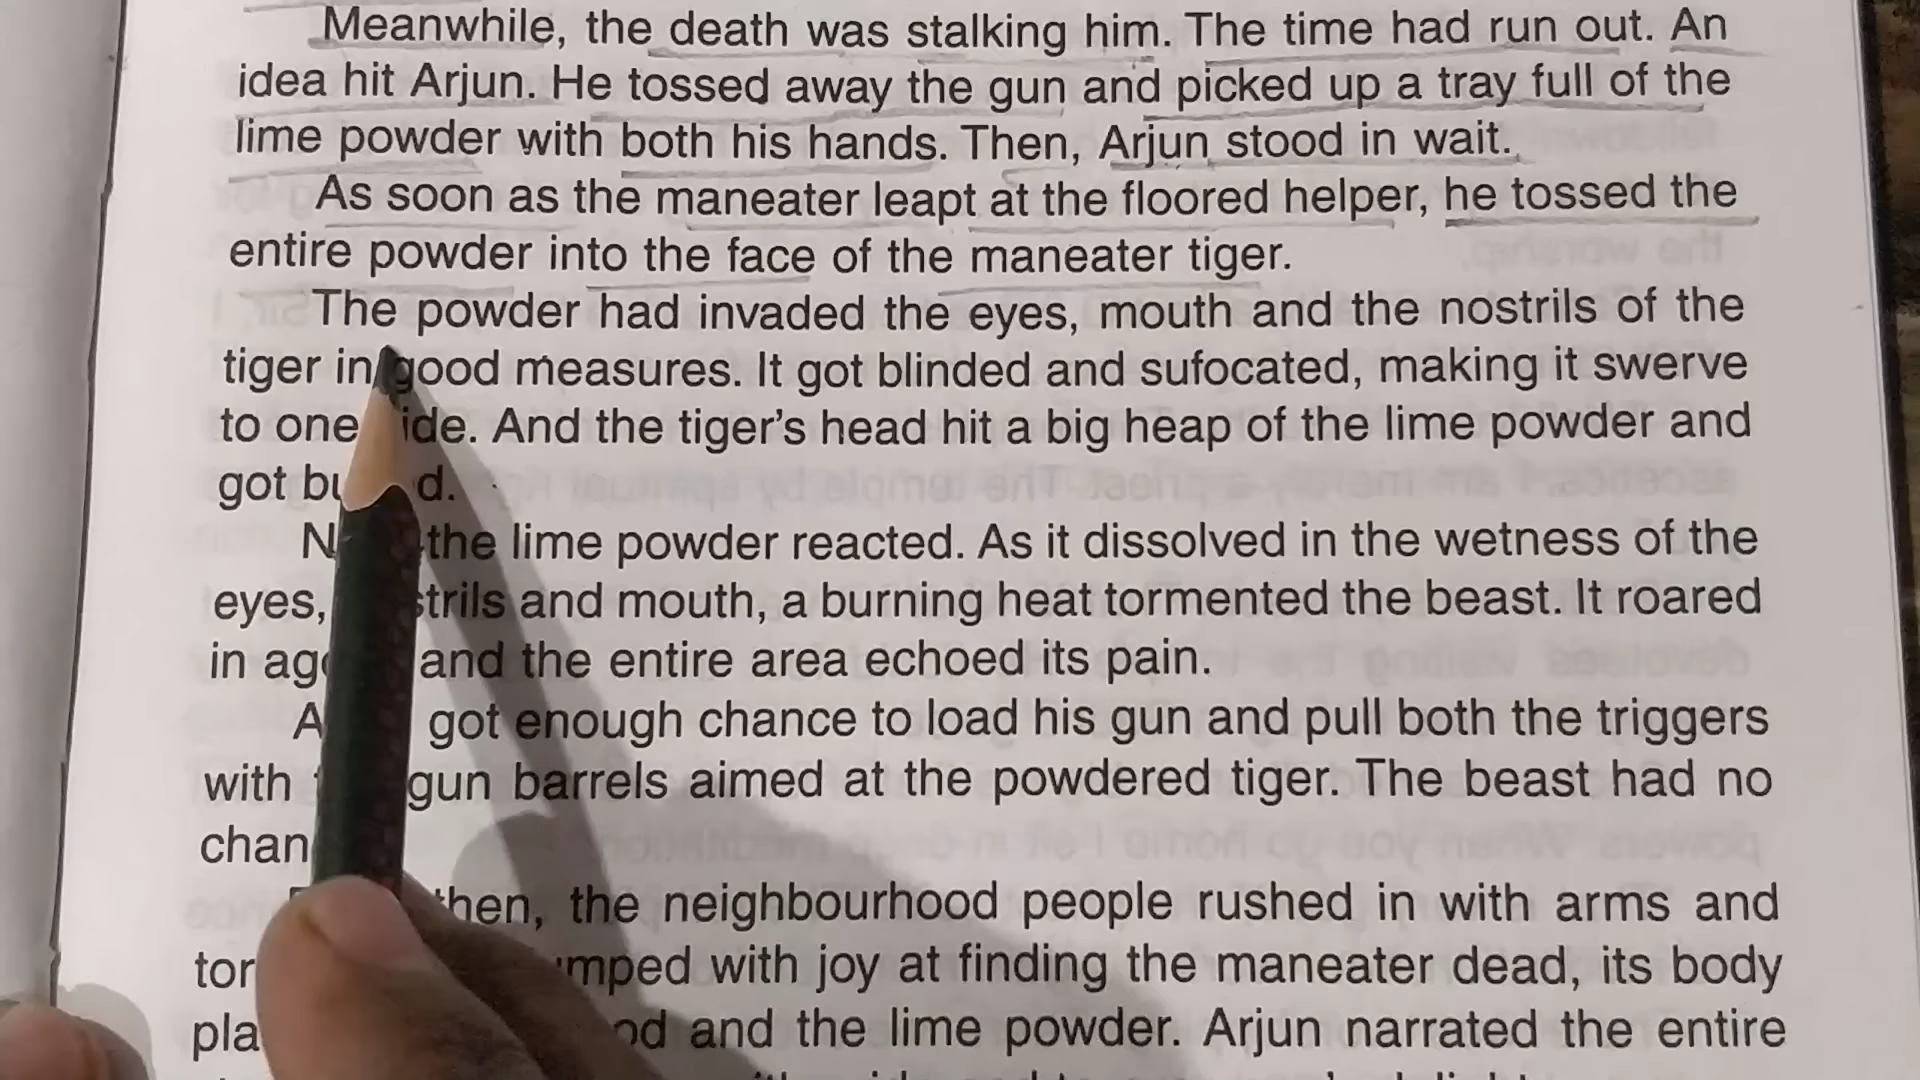 Meanwhile, the death was stalking him. The time had run out. An
idea hit Arjun. He tossed away the gun and picked up a tray full of the
lime powder with both his hands. Then, Arjun stood in wait.
As soon as the maneater leapt at the floored helper, he tossed the
entire powder into the face of the maneater tiger.
The powder had invaded the eyes, mouth and the nostrils of the
tiger in good measures. It got blinded and sufocated, making it swerve
to one. And the tiger's head hit a big heap of the lime powder and
got
the lime powder reacted. As it dissolved in the wetness of the
eyes, and mouth, a burning heat tormented the beast. It roared
in and the entire area echoed its pain.
got enough chance to load his gun and pull both the triggers
with gun barrels aimed at the powdered tiger. The beast had no
then, the neighbourhood people rushed in with arms and
with joy at finding the maneater dead, its body
and the lime powder. Arjun narrated the entire